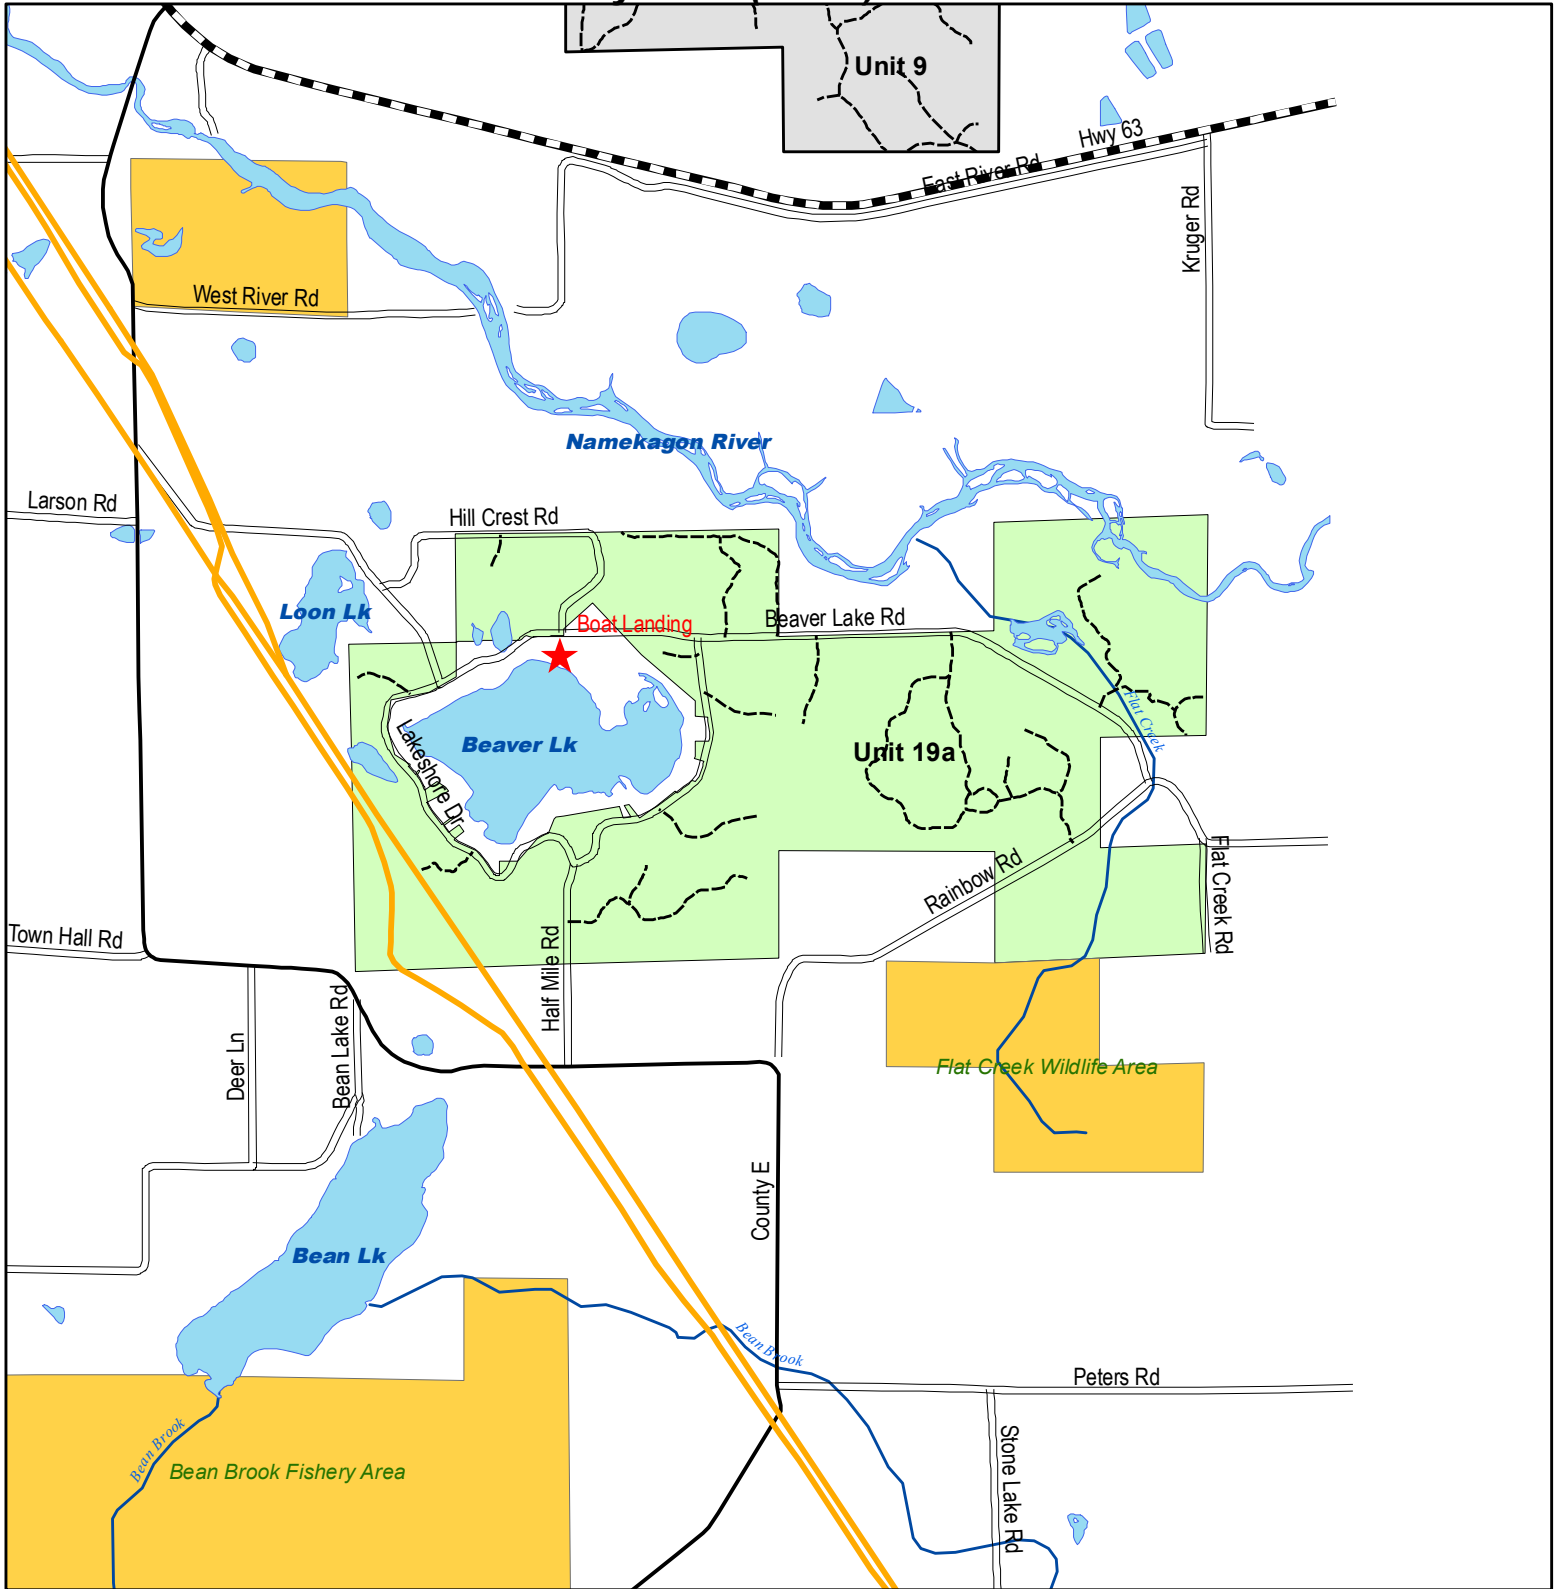 Unit 9
Hwy 63
East River Rd
Kruger Rd
West River Rd
Namekagon River
Larson Rd
Hill Crest Rd
Loon Lk
Boat Landing
Beaver Lake Rd
Flat Creek
Beaver Lk
Lakeshore Dr
Unit 19a
Rainbow Rd
Flat Creek Rd
Town Hall Rd
Half Mile Rd
Bean Lake Rd
Deer Ln
Flat Creek Wildlife Area
County E
Bean Lk
Bean Brook
Peters Rd
Bean Brook
Bean Brook Fishery Area
Stone Lake Rd